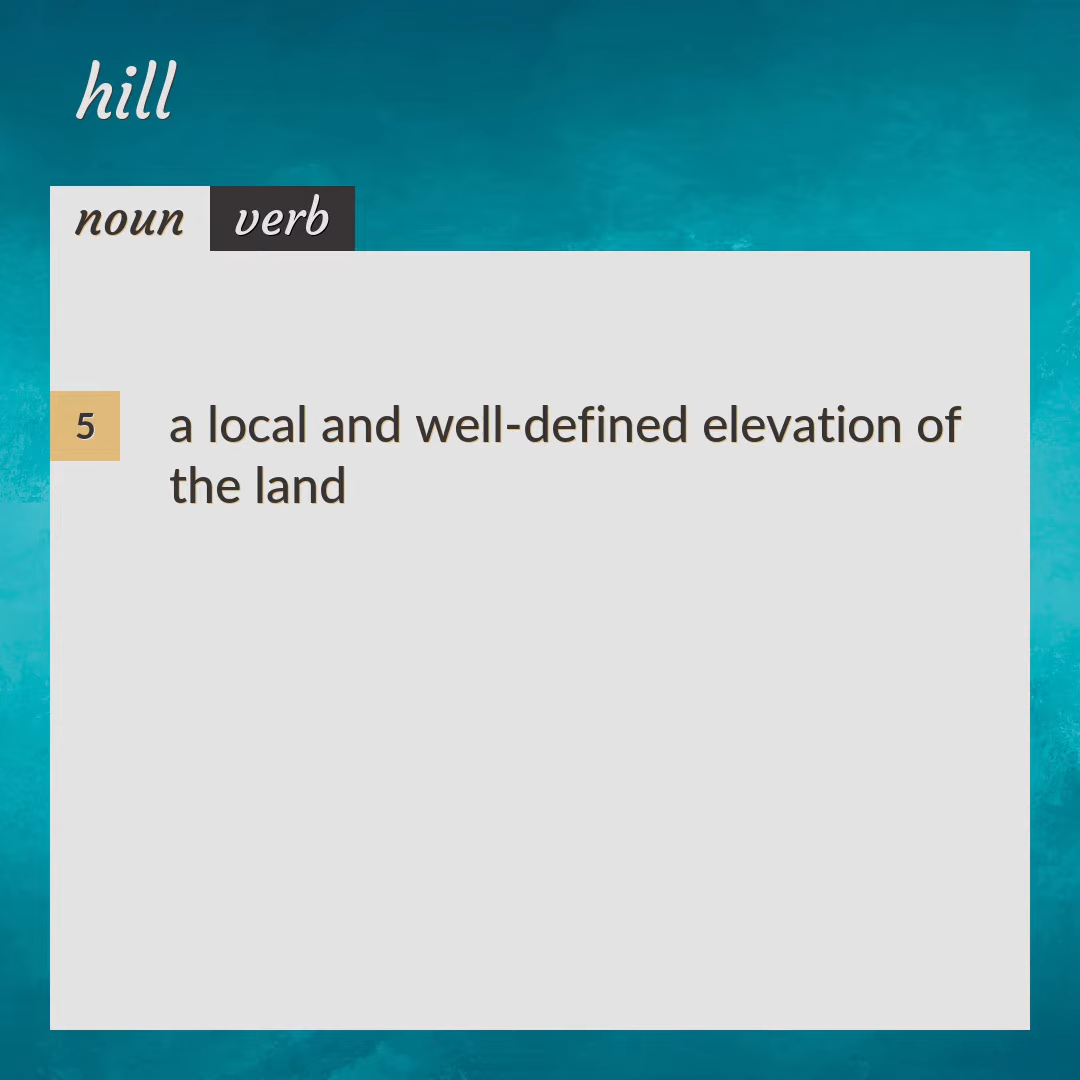 hill
noun verb
5 a local and well-defined elevation of
the land